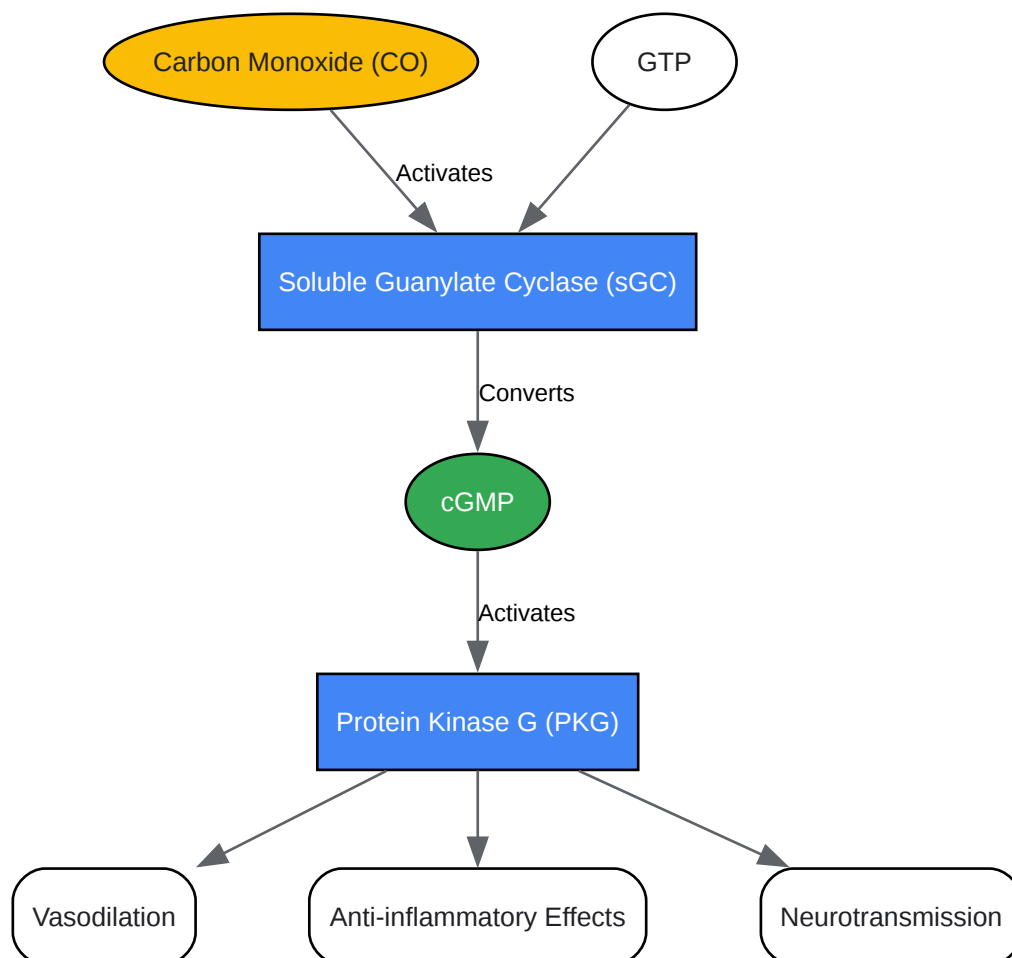 Carbon Monoxide (CO)
GTP
Activates
Soluble Guanylate Cyclase (sGC)
Converts
cGMP
Activates
Protein Kinase G (PKG)
Vasodilation
Anti-inflammatory Effects
Neurotransmission